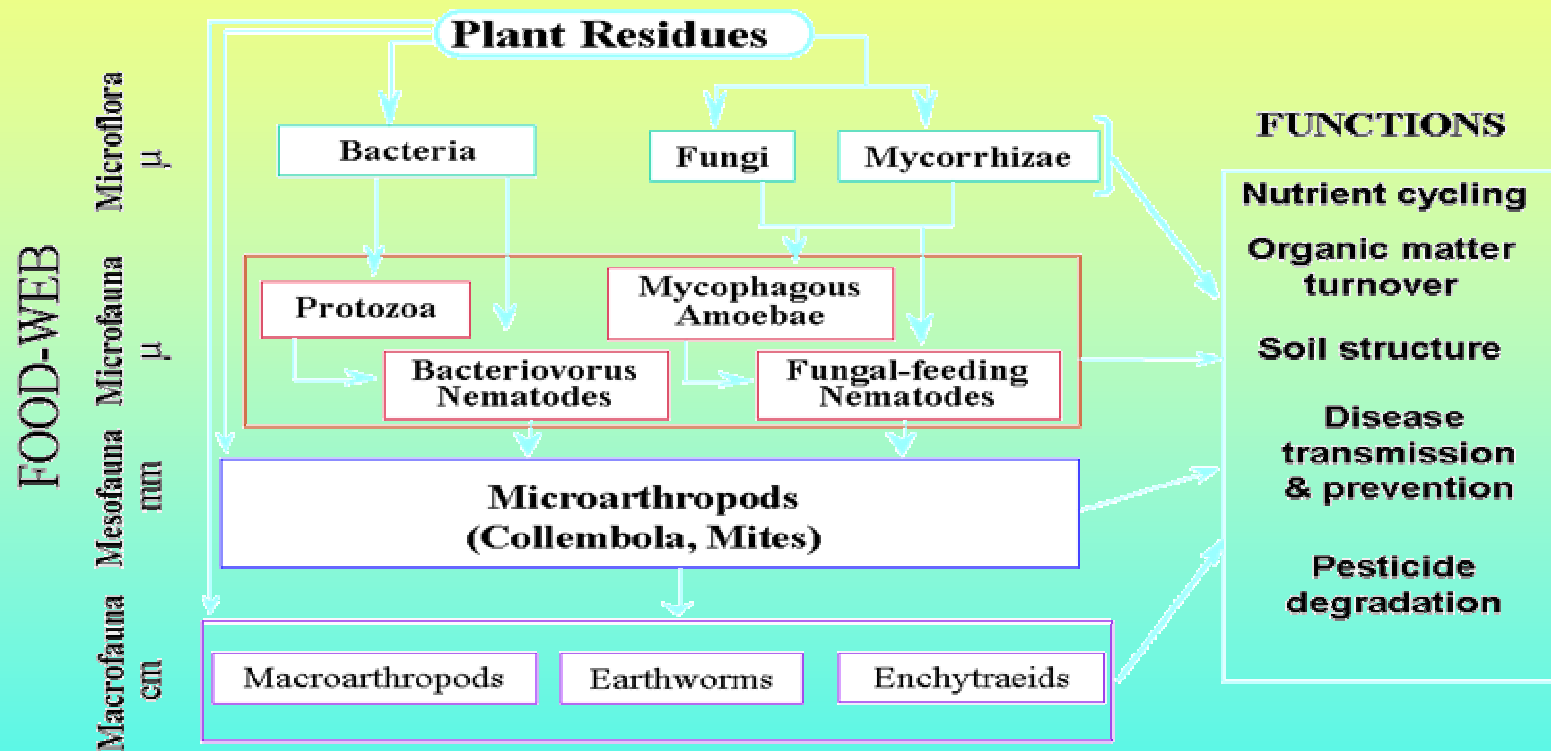 Plant Residues
FOOD-WEB
Microflora
μ
Bacteria
Fungi
Mycorrhizae
Microfauna
μ
Protozoa
Mycophagous
Amoebae
Bacteriovorus
Nematodes
Fungal-feeding
Nematodes
Mesofauna
mm
Microarthropods
(Collembola, Mites)
Macrofauna
cm
Macroarthropods
Earthworms
Enchytraeids
FUNCTIONS
Nutrient cycling
Organic matter
turnover
Soil structure
Disease
transmission
& prevention
Pesticide
degradation